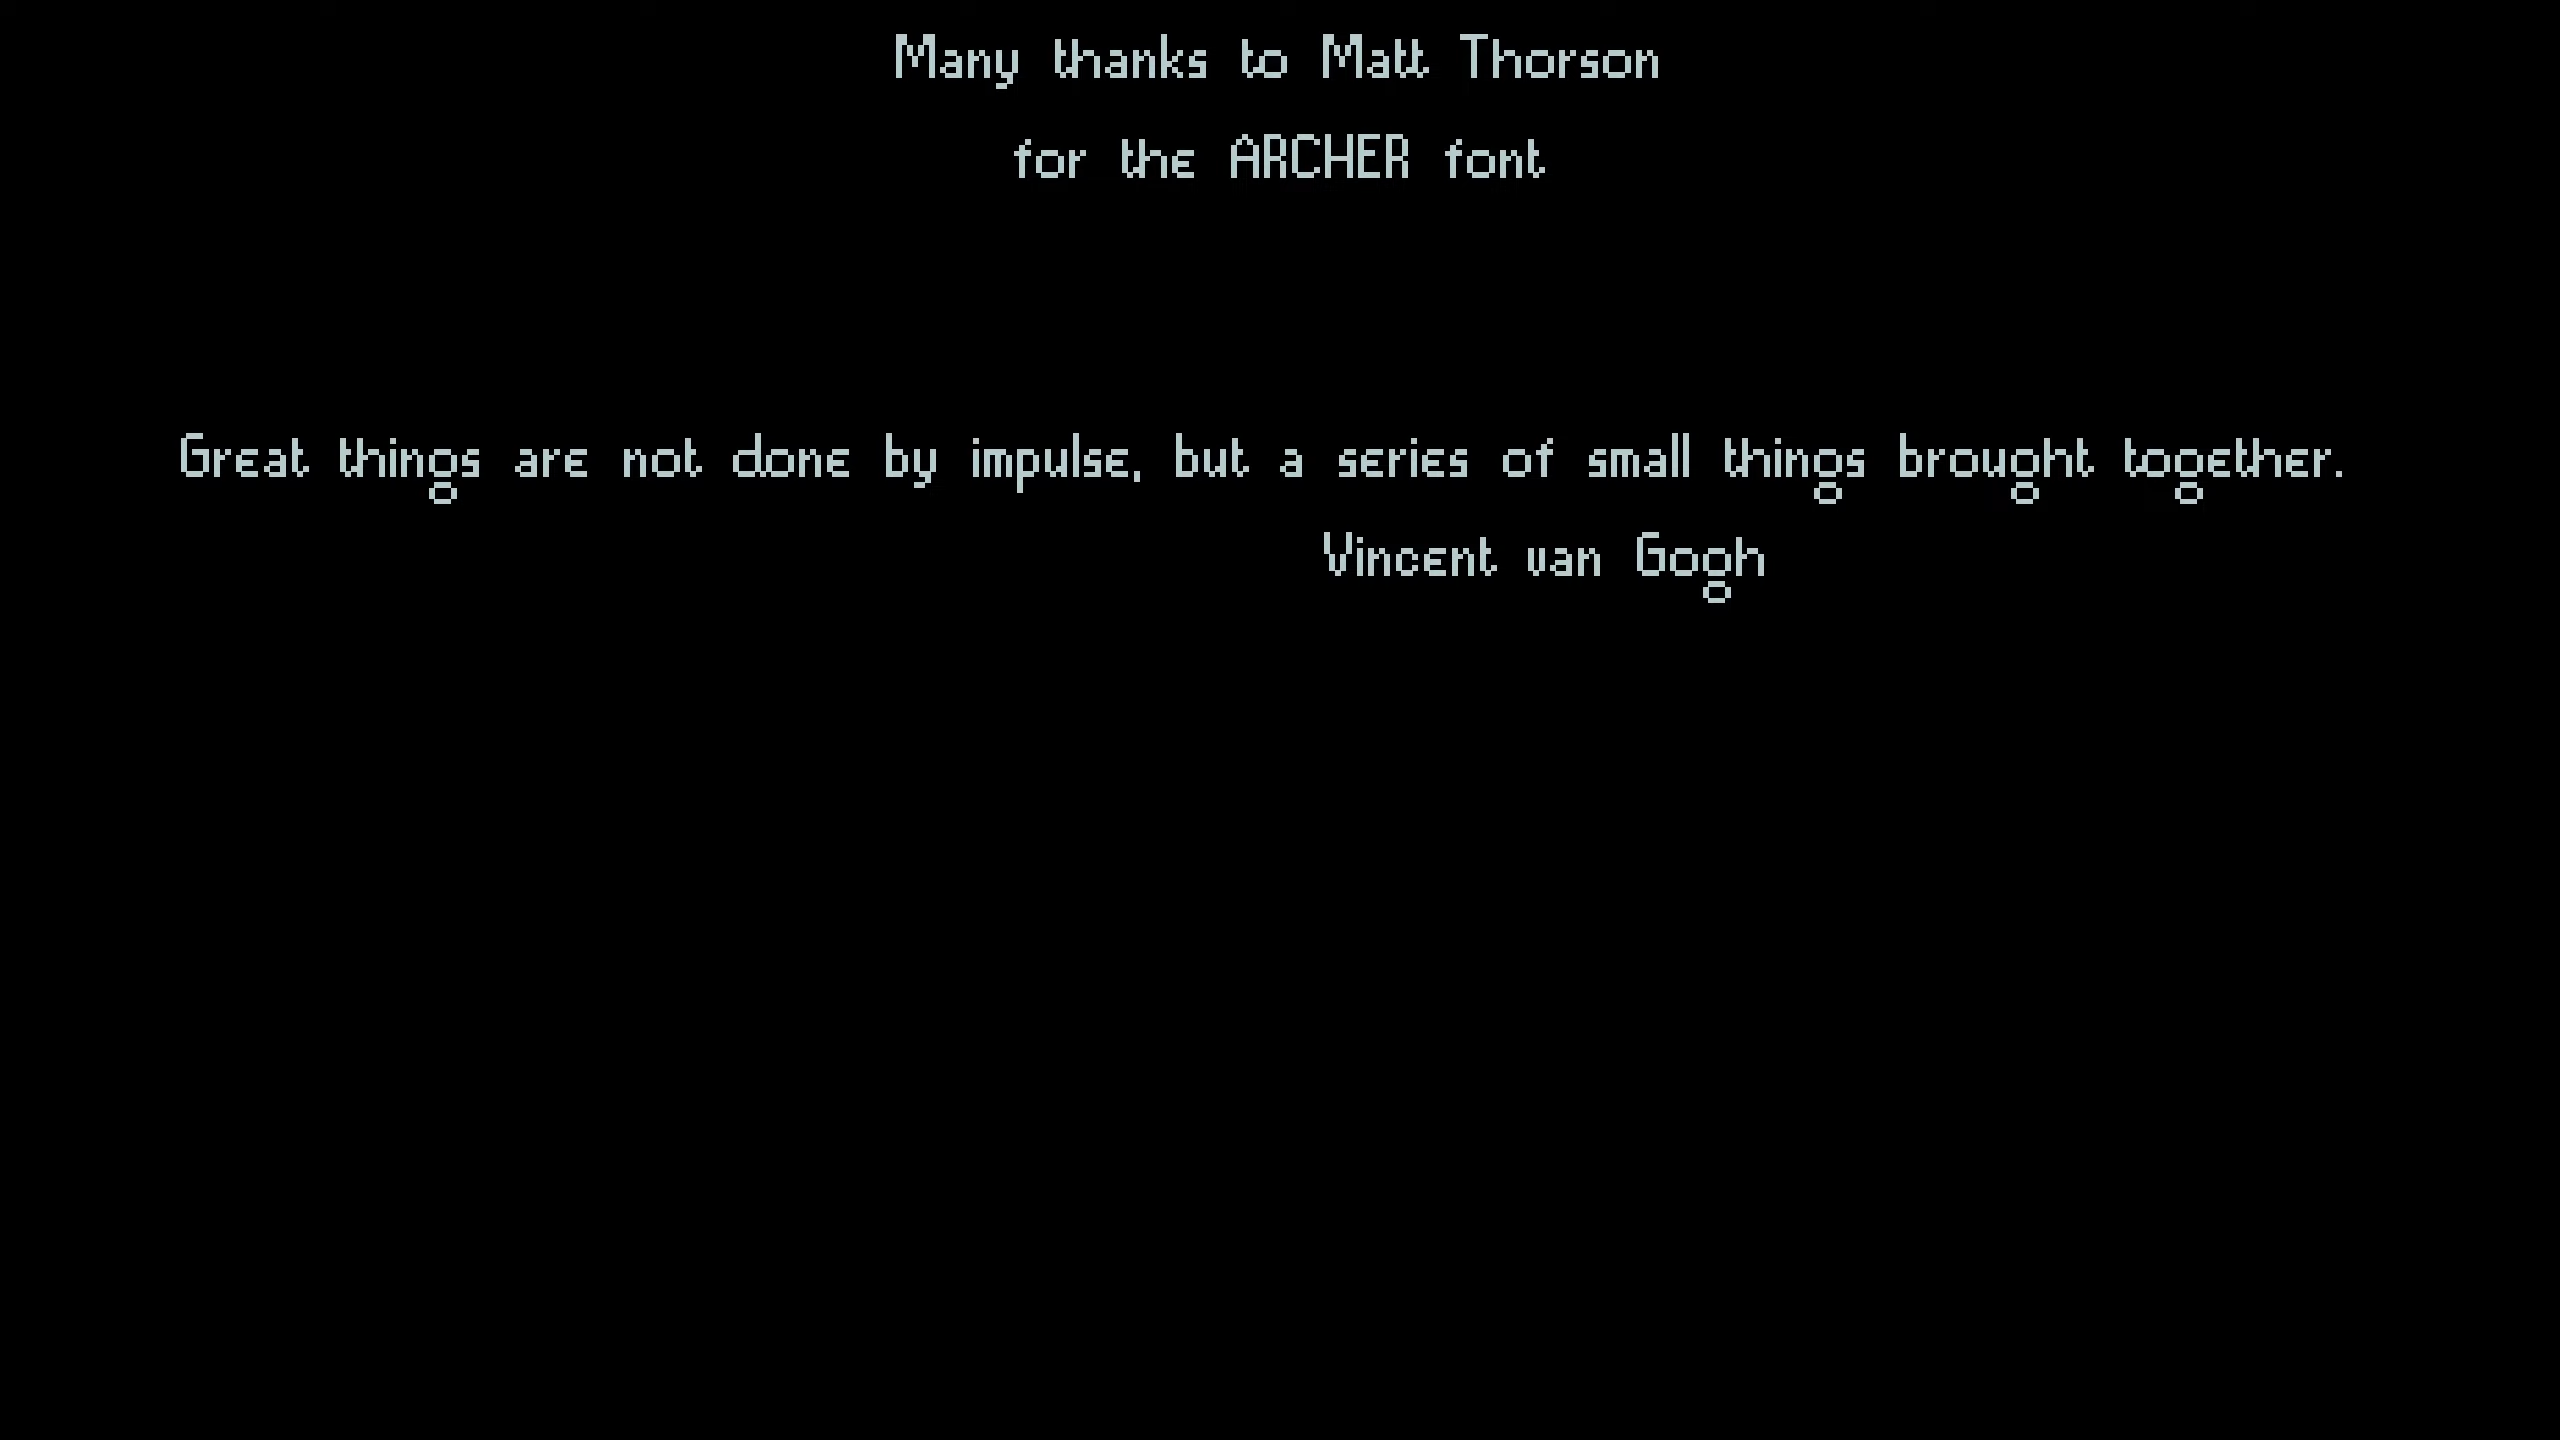 Many thanks to Matt Thorson
for the ARCHER font
Great things are not done by impulse, but a series of small things brought together.
Vincent van Gogh